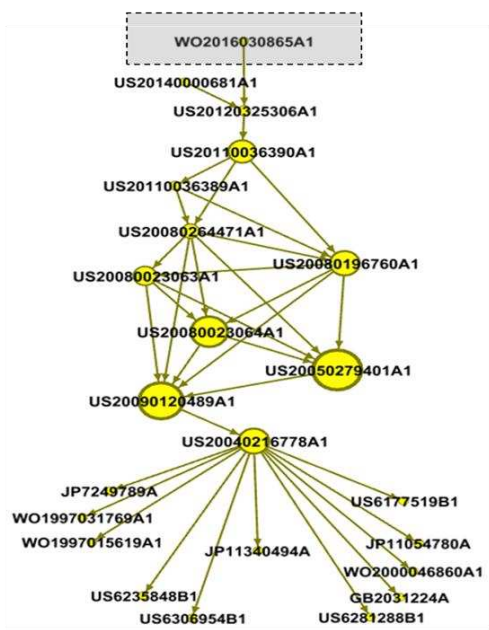 WO2016030865A1
US20140000681A1
US20120325306A1
US20110036390A1
US20110036389A1
US20080264471A1
US20080196760A1
US20080023063A1
US20080023064A1
US20050279401A1
US20090120489A1
US20040216778A1
JP7249789A
US6177519B1
WO1997031769A1
WO1997015619A1
JP11340494A
JP11054780A
WO2000046860A1
US6235848B1
GB2031224A
US6306954B1
US6281288B1